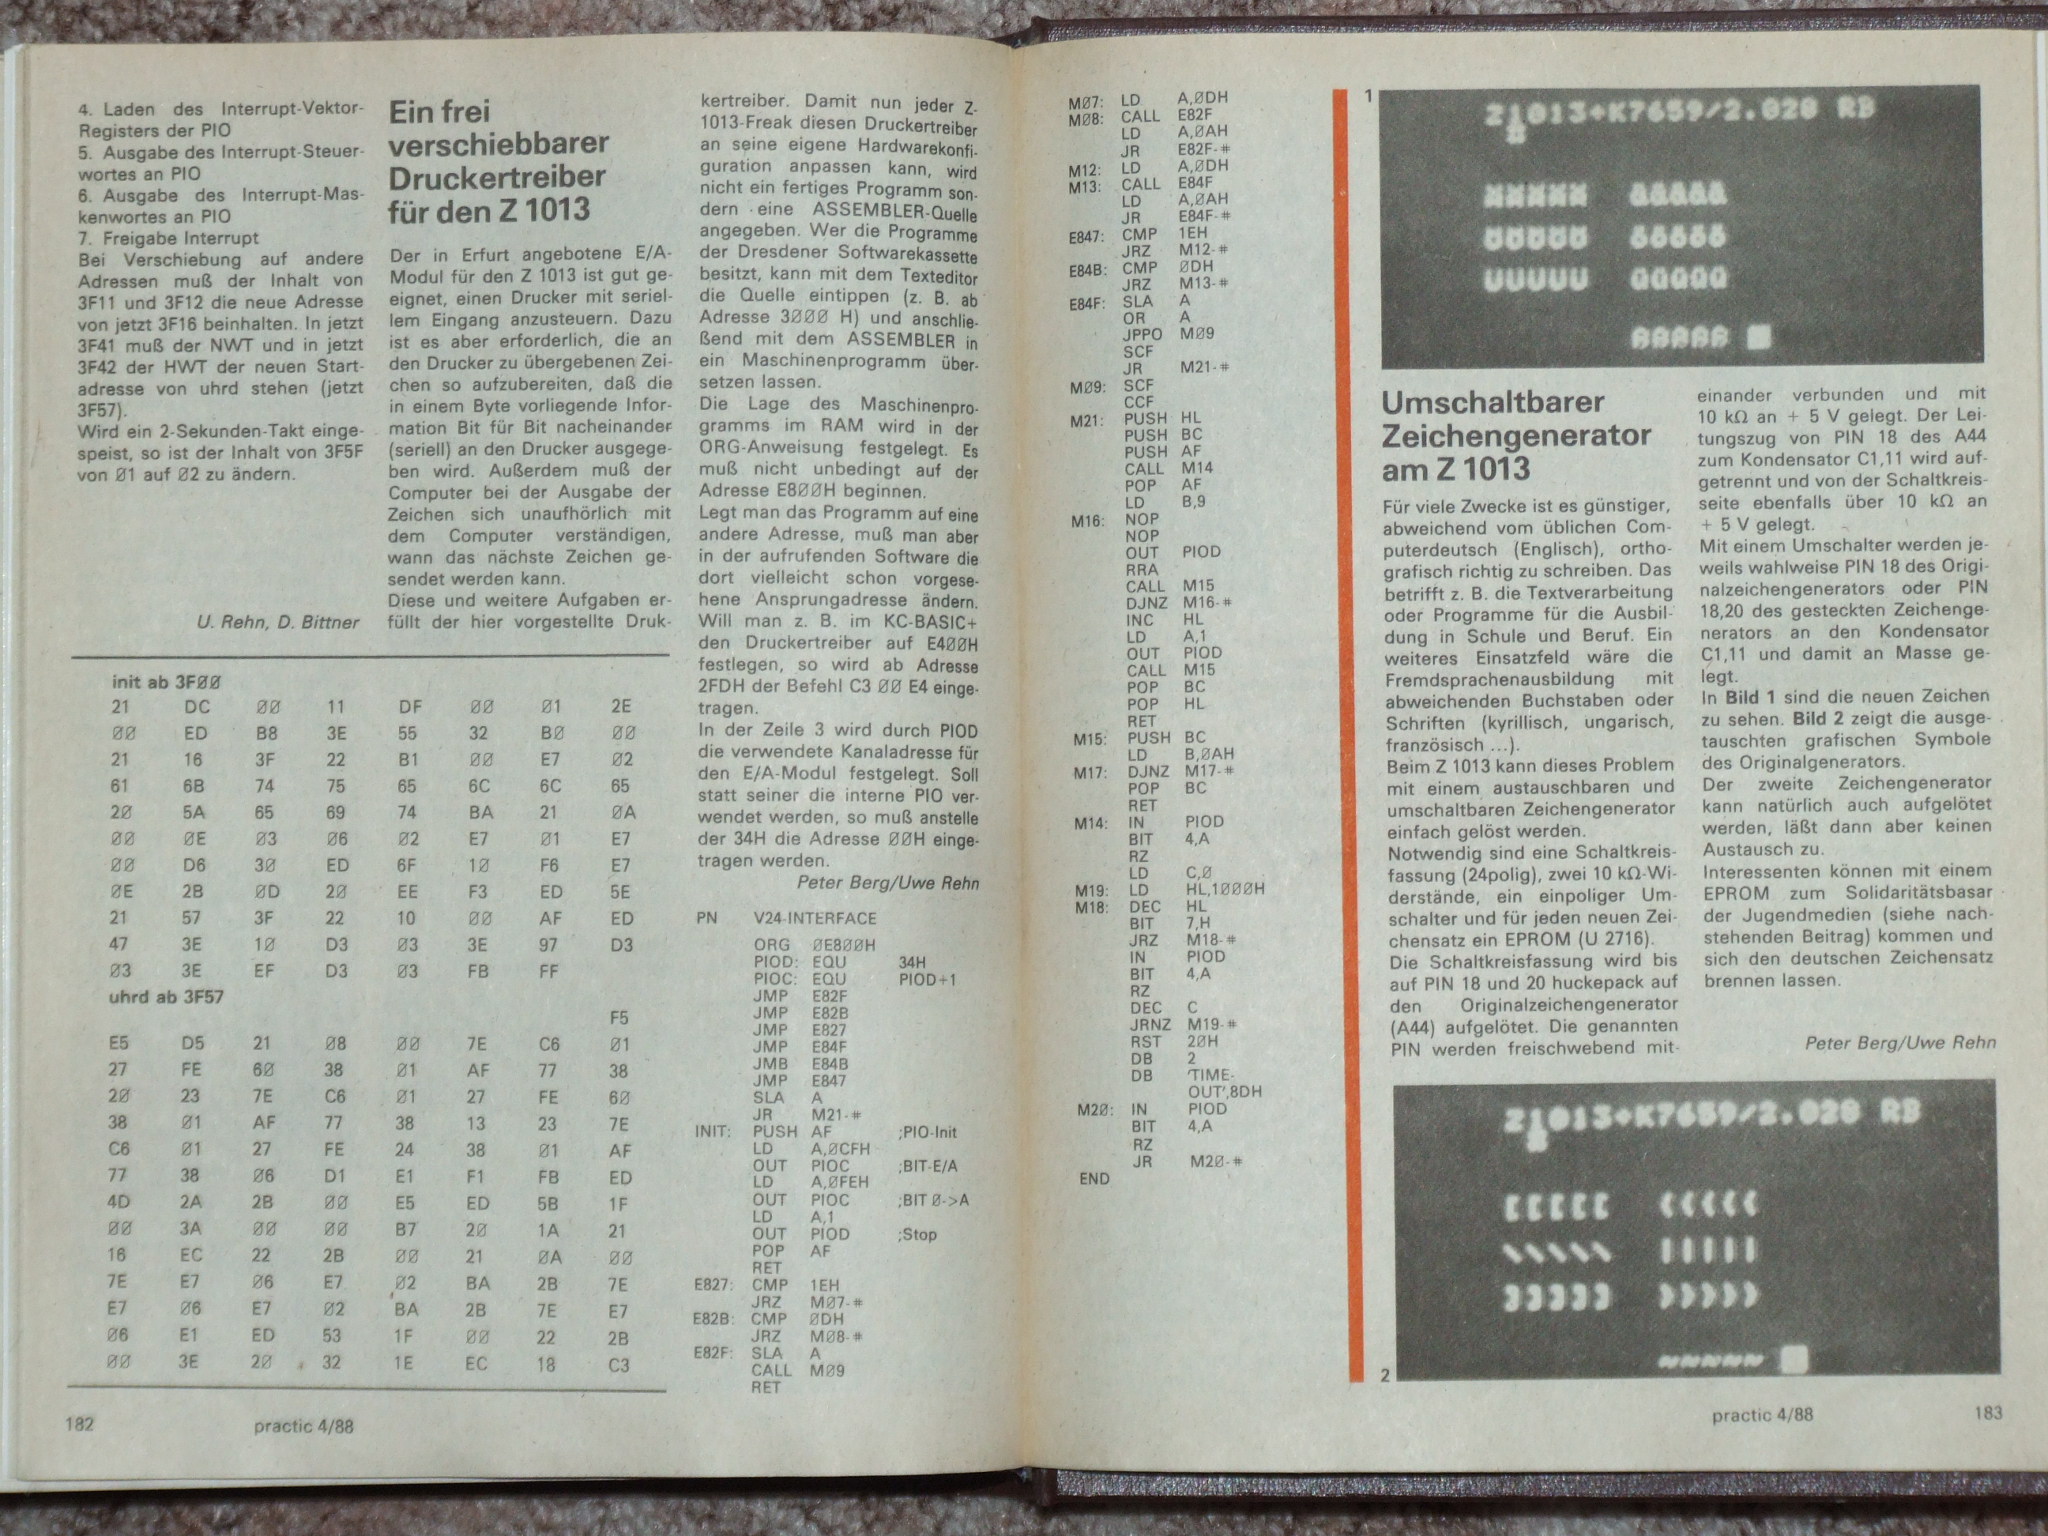 4. Laden des Interrupt-Vektor-
Registers der PIO
5. Ausgabe des Interrupt-Steuer-
wortes an PIO
6. Ausgabe des Interrupt-Mas-
kenwortes an PIO
7. Freigabe Interrupt
Bei Verschiebung auf andere
Adressen muß der Inhalt von
3F11 und 3F12 die neue Adresse
von jetzt 3F16 beinhalten. In jetzt
3F41 muß der NWT und in jetzt
3F42 der HWT der neuen Start-
adresse von uhrd stehen (jetzt
3F57).
Wird ein 2-Sekunden-Takt einge-
speist, so ist der Inhalt von 3F5F
von Ø1 auf Ø2 zu ändern.
U. Rehn, D. Bittner
Ein frei
verschiebbarer
Druckertreiber
für den Z 1013
Der in Erfurt angebotene E/A-
Modul für den Z 1013 ist gut ge-
eignet, einen Drucker mit seriel-
lem Eingang anzusteuern. Dazu
ist es aber erforderlich, die an
den Drucker zu übergebenen Zei-
chen so aufzubereiten, daß die
in einem Byte vorliegende Infor-
mation Bit für Bit nacheinander
(seriell) an den Drucker ausgege-
ben wird. Außerdem muß der
Computer bei der Ausgabe der
Zeichen sich unaufhörlich mit
dem Computer verständigen,
wann das nächste Zeichen ge-
sendet werden kann.
Diese und weitere Aufgaben er-
füllt der hier vorgestellte Druk-
kertreiber. Damit nun jeder Z-
1013-Freak diesen Druckertreiber
an seine eigene Hardwarekonfi-
guration anpassen kann, wird
nicht ein fertiges Programm son-
dern eine ASSEMBLER-Quelle
angegeben. Wer die Programme
der Dresdener Softwarekassette
besitzt, kann mit dem Texteditor
die Quelle eintippen (z. B. ab
Adresse 3ØØØ H) und anschlie-
ßend mit dem ASSEMBLER in
ein Maschinenprogramm über-
setzen lassen.
Die Lage des Maschinenpro-
gramms im RAM wird in der
ORG-Anweisung festgelegt. Es
muß nicht unbedingt auf der
Adresse E8ØØH beginnen.
Legt man das Programm auf eine
andere Adresse, muß man aber
in der aufrufenden Software die
dort vielleicht schon vorgese-
hene Ansprungadresse ändern.
Will man z. B. im KC-BASIC+
den Druckertreiber auf E4ØØH
festlegen, so wird ab Adresse
2FDH der Befehl C3 ØØ E4 einge-
tragen.
In der Zeile 3 wird durch PIOD
die verwendete Kanaladresse für
den E/A-Modul festgelegt. Soll
statt seiner die interne PIO ver-
wendet werden, so muß anstelle
der 34H die Adresse ØØH einge-
tragen werden.
Peter Berg/Uwe Rehn
init ab 3FØØ
21 DC ØØ 11 DF ØØ Ø1 2E
ØØ ED B8 3E 55 32 BØ ØØ
21 16 3F 22 B1 ØØ E7 Ø2
61 6B 74 75 65 6C 6C 65
2Ø 5A 65 69 74 BA 21 ØA
ØØ ØE Ø3 Ø6 Ø2 E7 Ø1 E7
ØØ D6 3Ø ED 6F 1Ø F6 E7
ØE 2B ØD 2Ø EE F3 ED 5E
21 57 3F 22 1Ø ØØ AF ED
47 3E 1Ø D3 Ø3 3E 97 D3
Ø3 3E EF D3 Ø3 FB FF
uhrd ab 3F57
F5
E5 D5 21 Ø8 ØØ 7E C6 Ø1
27 FE 6Ø 38 Ø1 AF 77 38
2Ø 23 7E C6 Ø1 27 FE 6Ø
38 Ø1 AF 77 38 13 23 7E
C6 Ø1 27 FE 24 38 Ø1 AF
77 38 Ø6 D1 E1 F1 FB ED
4D 2A 2B ØØ E5 ED 5B 1F
ØØ 3A ØØ ØØ B7 2Ø 1A 21
16 EC 22 2B ØØ 21 ØA ØØ
7E E7 Ø6 E7 Ø2 BA 2B 7E
E7 Ø6 E7 Ø2 BA 2B 7E E7
Ø6 E1 ED 53 1F ØØ 22 2B
ØØ 3E 2Ø 32 1E EC 18 C3
PN V24-INTERFACE
ORG ØE8ØØH
PIOD: EQU 34H
PIOC: EQU PIOD+1
JMP E82F
JMP E82B
JMP E827
JMP E84F
JMB E84B
JMP E847
SLA A
JR M21-#
INIT: PUSH AF ;PIO-Init
LD A,ØCFH
OUT PIOC ;BIT-E/A
LD A,ØFEH
OUT PIOC ;BIT Ø->A
LD A,1
OUT PIOD ;Stop
POP AF
RET
E827: CMP 1EH
JRZ MØ7-#
E82B: CMP ØDH
JRZ MØ8-#
E82F: SLA A
CALL MØ9
RET
182 practic 4/88
MØ7: LD A,ØDH
MØ8: CALL E82F
LD A,ØAH
JR E82F-#
M12: LD A,ØDH
M13: CALL E84F
LD A,ØAH
JR E84F-#
E847: CMP 1EH
JRZ M12-#
E84B: CMP ØDH
JRZ M13-#
E84F: SLA A
OR A
JPPO MØ9
SCF
JR M21-#
MØ9: SCF
CCF
M21: PUSH HL
PUSH BC
PUSH AF
CALL M14
POP AF
LD B,9
M16: NOP
NOP
OUT PIOD
RRA
CALL M15
DJNZ M16-#
INC HL
LD A,1
OUT PIOD
CALL M15
POP BC
POP HL
RET
M15: PUSH BC
LD B,ØAH
M17: DJNZ M17-#
POP BC
RET
M14: IN PIOD
BIT 4,A
RZ
LD C,Ø
M19: LD HL,1ØØØH
M18: DEC HL
BIT 7,H
JRZ M18-#
IN PIOD
BIT 4,A
RZ
DEC C
JRNZ M19-#
RST 2ØH
DB 2
DB 'TIME-
OUT',8DH
M2Ø: IN PIOD
BIT 4,A
RZ
JR M2Ø-#
END
1
Z1013+K7659/2.028 RB
ÄÄÄÄÄ äääää
ÖÖÖÖÖ ööööö
ÜÜÜÜÜ üüüüü
ßßßßß
Umschaltbarer
Zeichengenerator
am Z 1013
Für viele Zwecke ist es günstiger,
abweichend vom üblichen Com-
puterdeutsch (Englisch), ortho-
grafisch richtig zu schreiben. Das
betrifft z. B. die Textverarbeitung
oder Programme für die Ausbil-
dung in Schule und Beruf. Ein
weiteres Einsatzfeld wäre die
Fremdsprachenausbildung mit
abweichenden Buchstaben oder
Schriften (kyrillisch, ungarisch,
französisch ...).
Beim Z 1013 kann dieses Problem
mit einem austauschbaren und
umschaltbaren Zeichengenerator
einfach gelöst werden.
Notwendig sind eine Schaltkreis-
fassung (24polig), zwei 10 kΩ-Wi-
derstände, ein einpoliger Um-
schalter und für jeden neuen Zei-
chensatz ein EPROM (U 2716).
Die Schaltkreisfassung wird bis
auf PIN 18 und 20 huckepack auf
den Originalzeichengenerator
(A44) aufgelötet. Die genannten
PIN werden freischwebend mit-
einander verbunden und mit
10 kΩ an + 5 V gelegt. Der Lei-
tungszug von PIN 18 des A44
zum Kondensator C1,11 wird auf-
getrennt und von der Schaltkreis-
seite ebenfalls über 10 kΩ an
+ 5 V gelegt.
Mit einem Umschalter werden je-
weils wahlweise PIN 18 des Origi-
nalzeichengenerators oder PIN
18,20 des gesteckten Zeichenge-
nerators an den Kondensator
C1,11 und damit an Masse ge-
legt.
In Bild 1 sind die neuen Zeichen
zu sehen. Bild 2 zeigt die ausge-
tauschten grafischen Symbole
des Originalgenerators.
Der zweite Zeichengenerator
kann natürlich auch aufgelötet
werden, läßt dann aber keinen
Austausch zu.
Interessenten können mit einem
EPROM zum Solidaritätsbasar
der Jugendmedien (siehe nach-
stehenden Beitrag) kommen und
sich den deutschen Zeichensatz
brennen lassen.
Peter Berg/Uwe Rehn
Z1013+K7659/2.028 RB
[[[[[ {{{{{
\\\\\ |||||
]]]]] }}}}}
~~~~~
2
practic 4/88 183